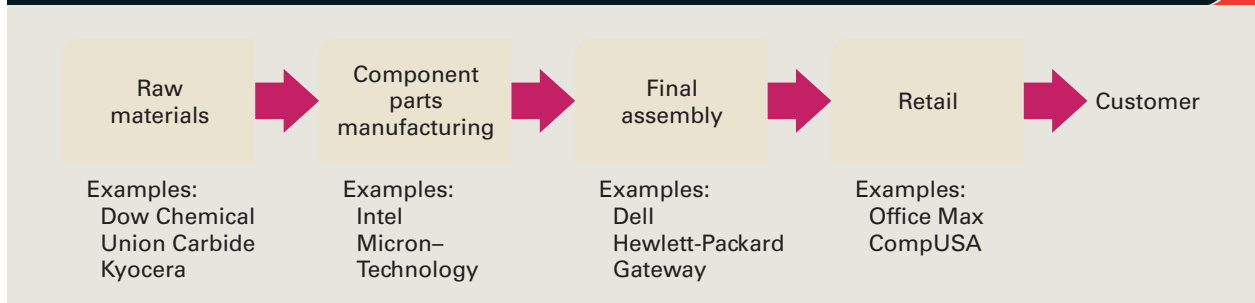 Raw
materials
Component
parts
manufacturing
Final
assembly
Retail
Customer
Examples:
Dow Chemical
Union Carbide
Kyocera
Examples:
Intel
Micron–
Technology
Examples:
Dell
Hewlett-Packard
Gateway
Examples:
Office Max
CompUSA